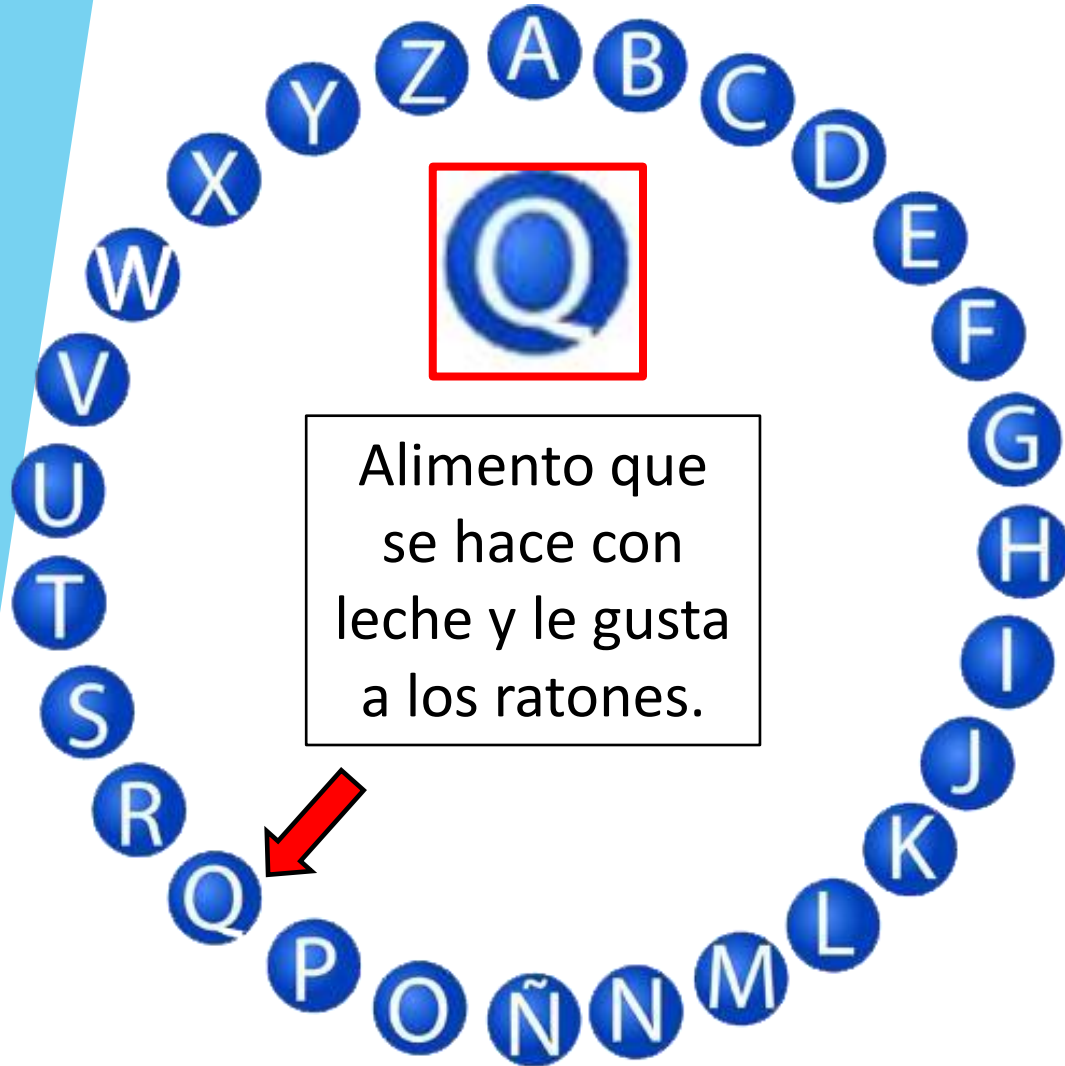 A
B
C
D
E
F
G
H
I
J
K
L
M
N
Ñ
O
P
Q
R
S
T
U
V
W
X
Y
Z
Q
Alimento que
se hace con
leche y le gusta
a los ratones.